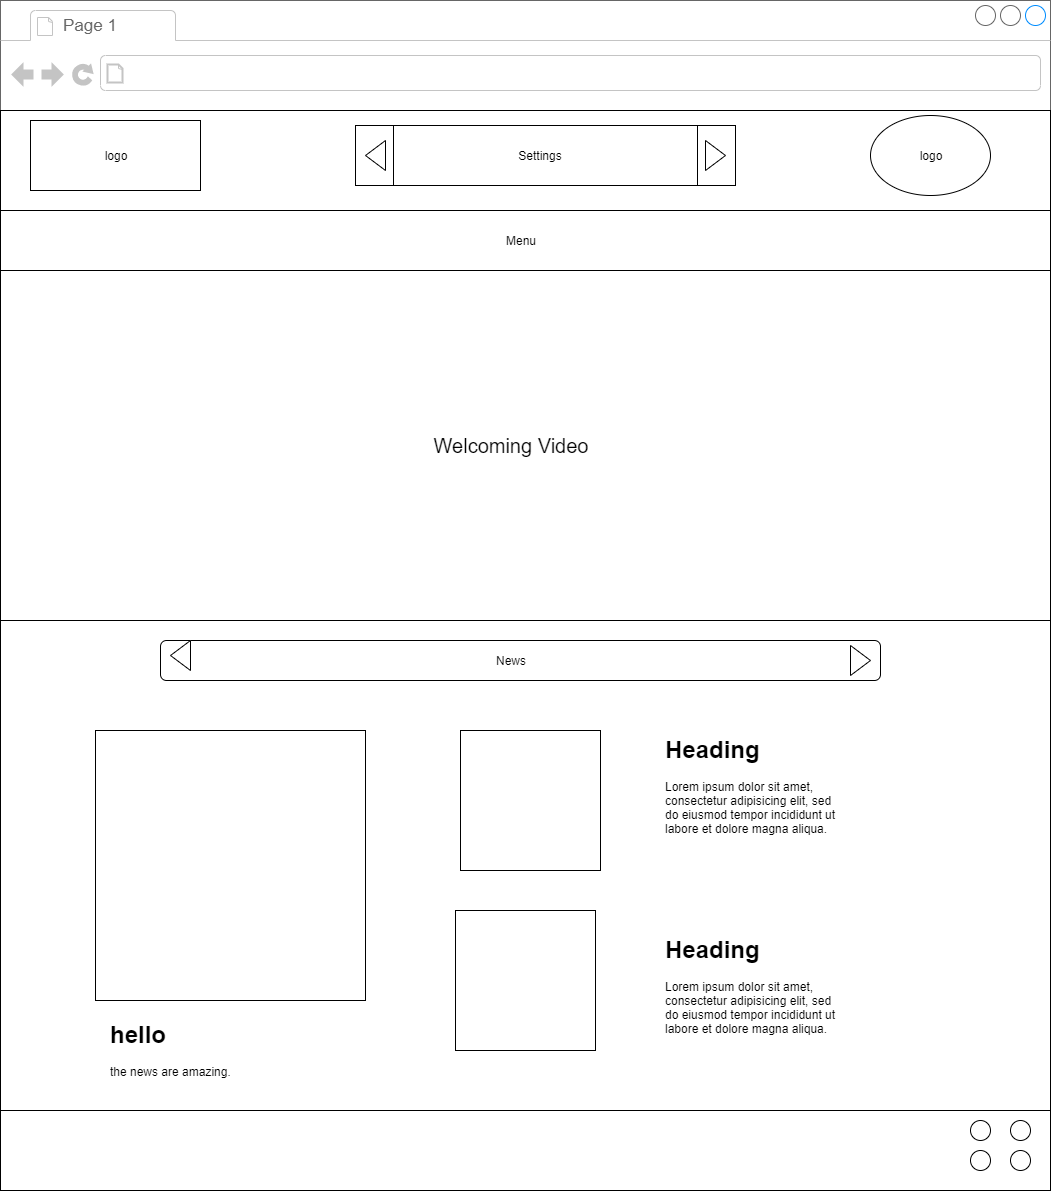 Page 1
logo
Settings
logo
Menu
Welcoming Video
News
hello
the news are amazing.
Heading
Lorem ipsum dolor sit amet,
consectetur adipisicing elit, sed
do eiusmod tempor incididunt ut
labore et dolore magna aliqua.
Heading
Lorem ipsum dolor sit amet,
consectetur adipisicing elit, sed
do eiusmod tempor incididunt ut
labore et dolore magna aliqua.